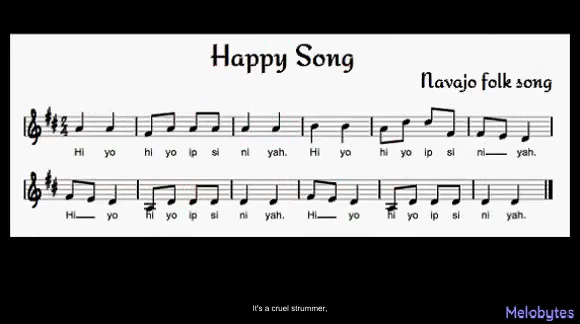 Happy Song
Navajo folk song
2
4
Hi yo hi yo ip si ni yah. Hi yo hi yo ip si ni yah.
Hi yo hi yo ip si ni yah. Hi yo hi yo ip si ni yah.
It's a cruel strummer,
Melobytes